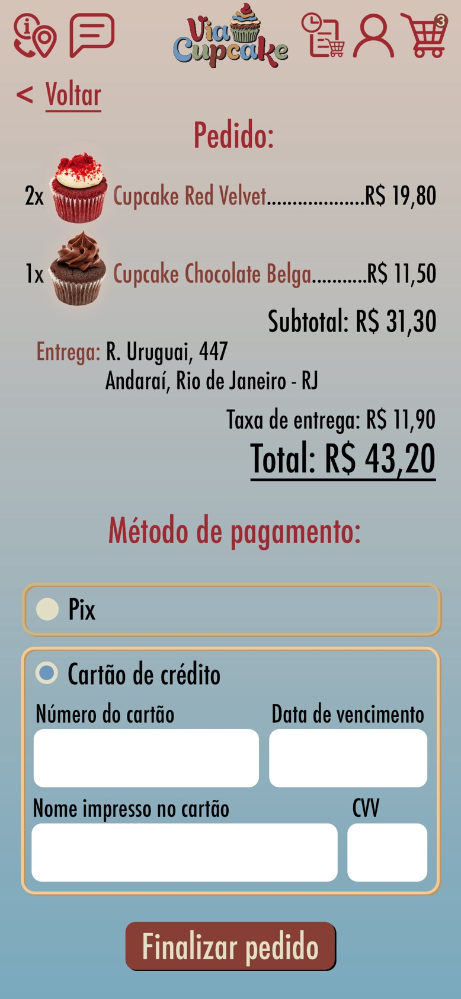 Via
Cupcake
3
< Voltar
Pedido:
2x Cupcake Red Velvet...................R$ 19,80
1x Cupcake Chocolate Belga...........R$ 11,50
Subtotal: R$ 31,30
Entrega: R. Uruguai, 447
Andaraí, Rio de Janeiro - RJ
Taxa de entrega: R$ 11,90
Total: R$ 43,20
Método de pagamento:
Pix
Cartão de crédito
Número do cartão Data de vencimento
Nome impresso no cartão CVV
Finalizar pedido